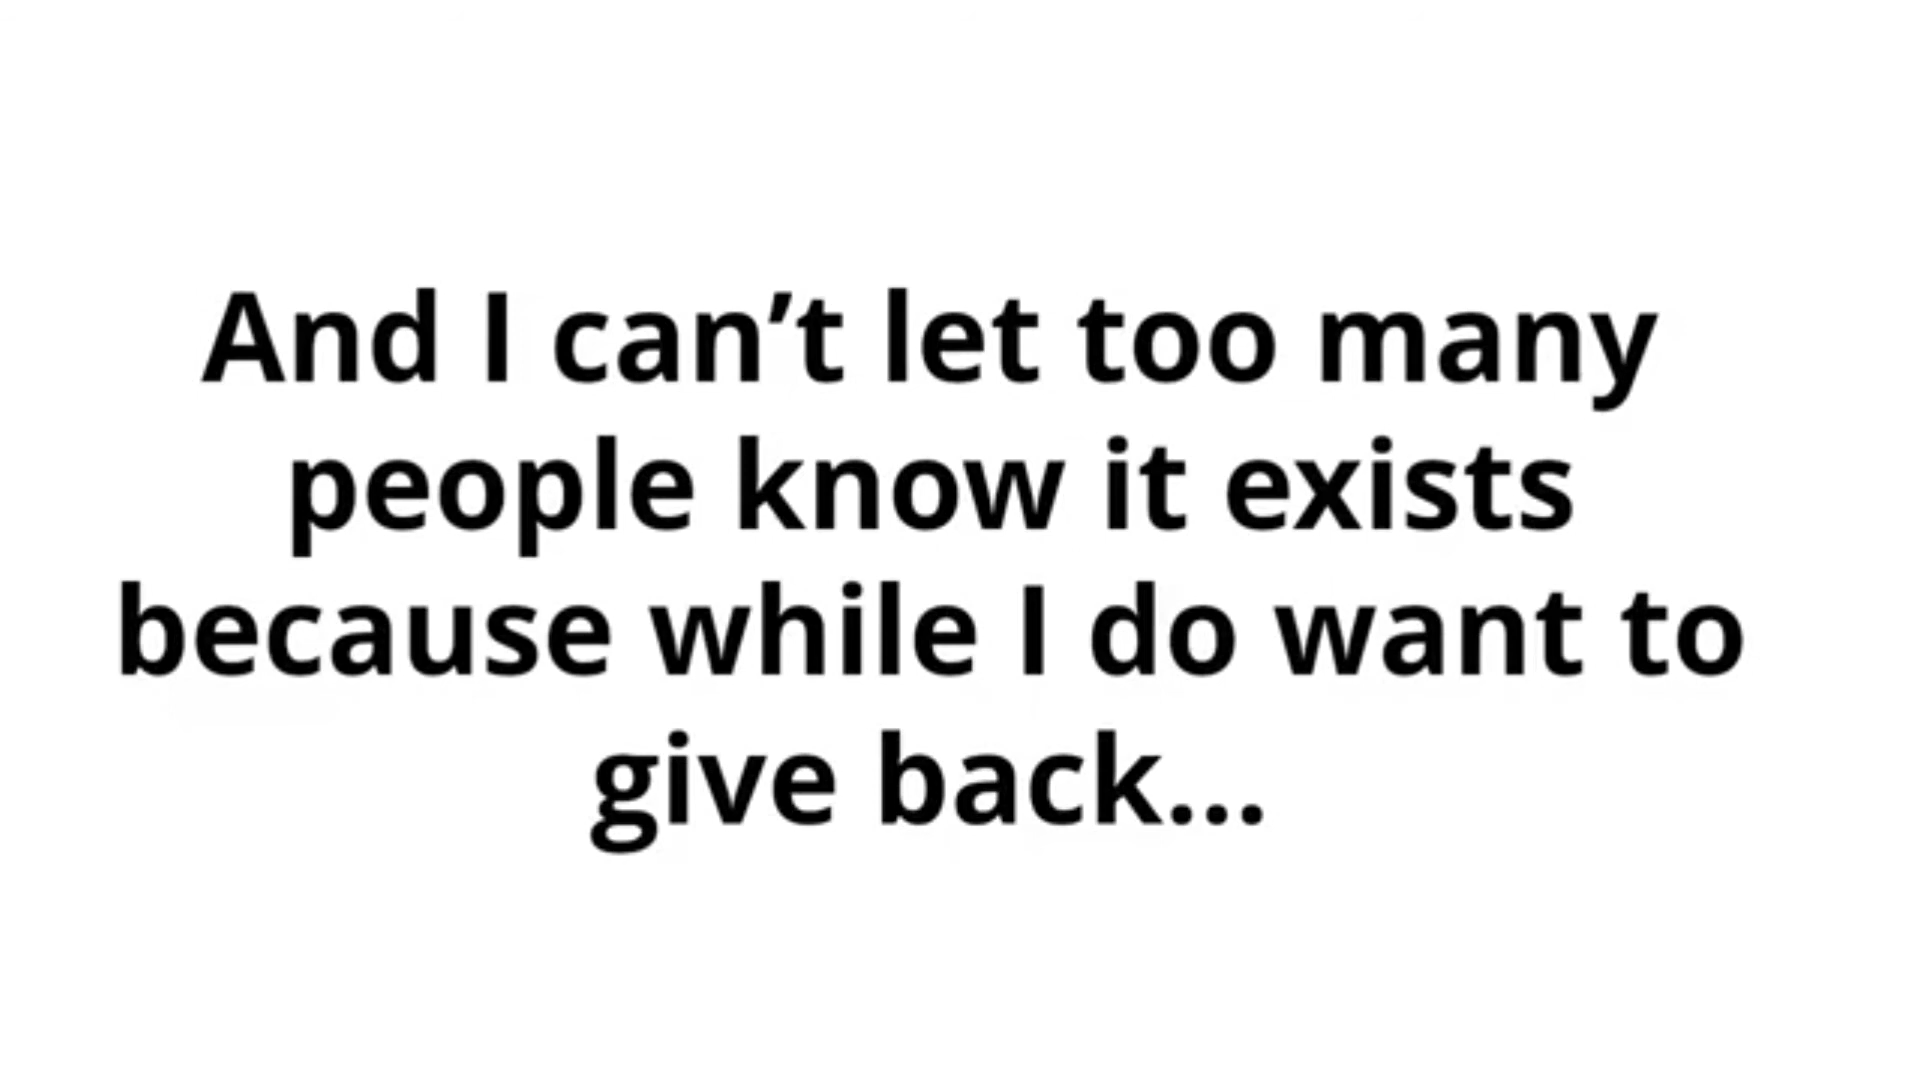 And I can’t let too many
people know it exists
because while I do want to
give back...